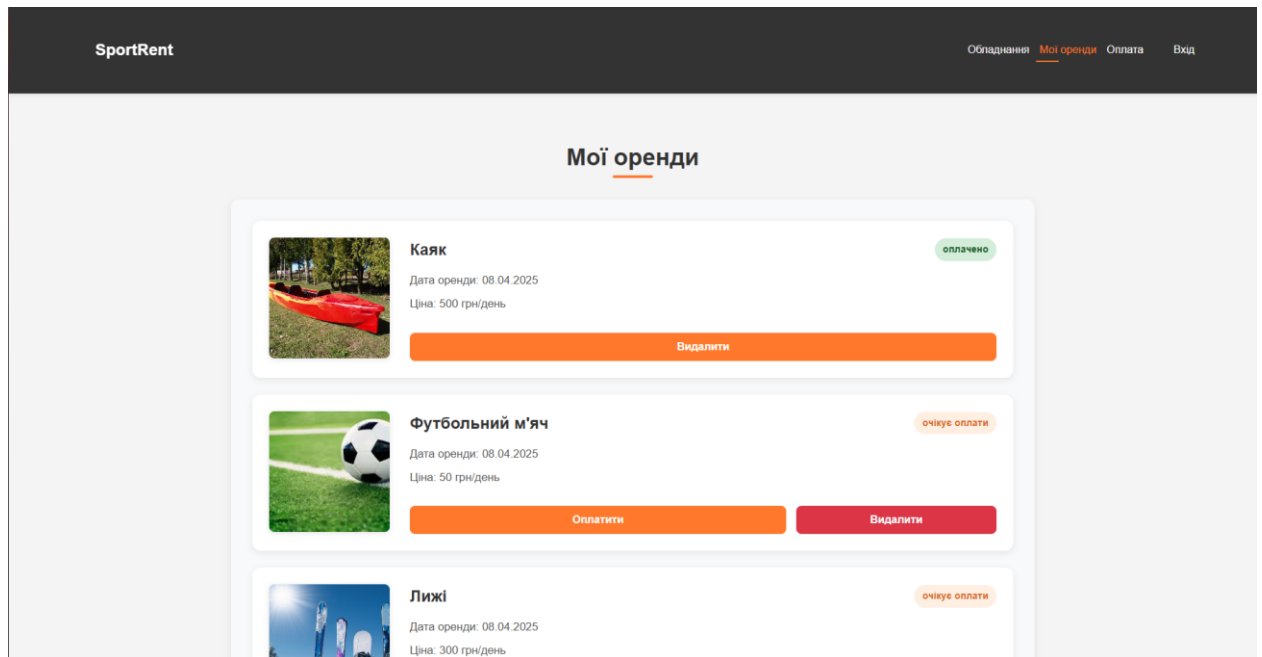 SportRent
Обладнання Мої оренди Оплата Вхід
Мої оренди
Каяк
оплачено
Дата оренди: 08.04.2025
Ціна: 500 грн/день
Видалити
Футбольний м'яч
очікує оплати
Дата оренди: 08.04.2025
Ціна: 50 грн/день
Оплатити Видалити
Лижі
очікує оплати
Дата оренди: 08.04.2025
Ціна: 300 грн/день